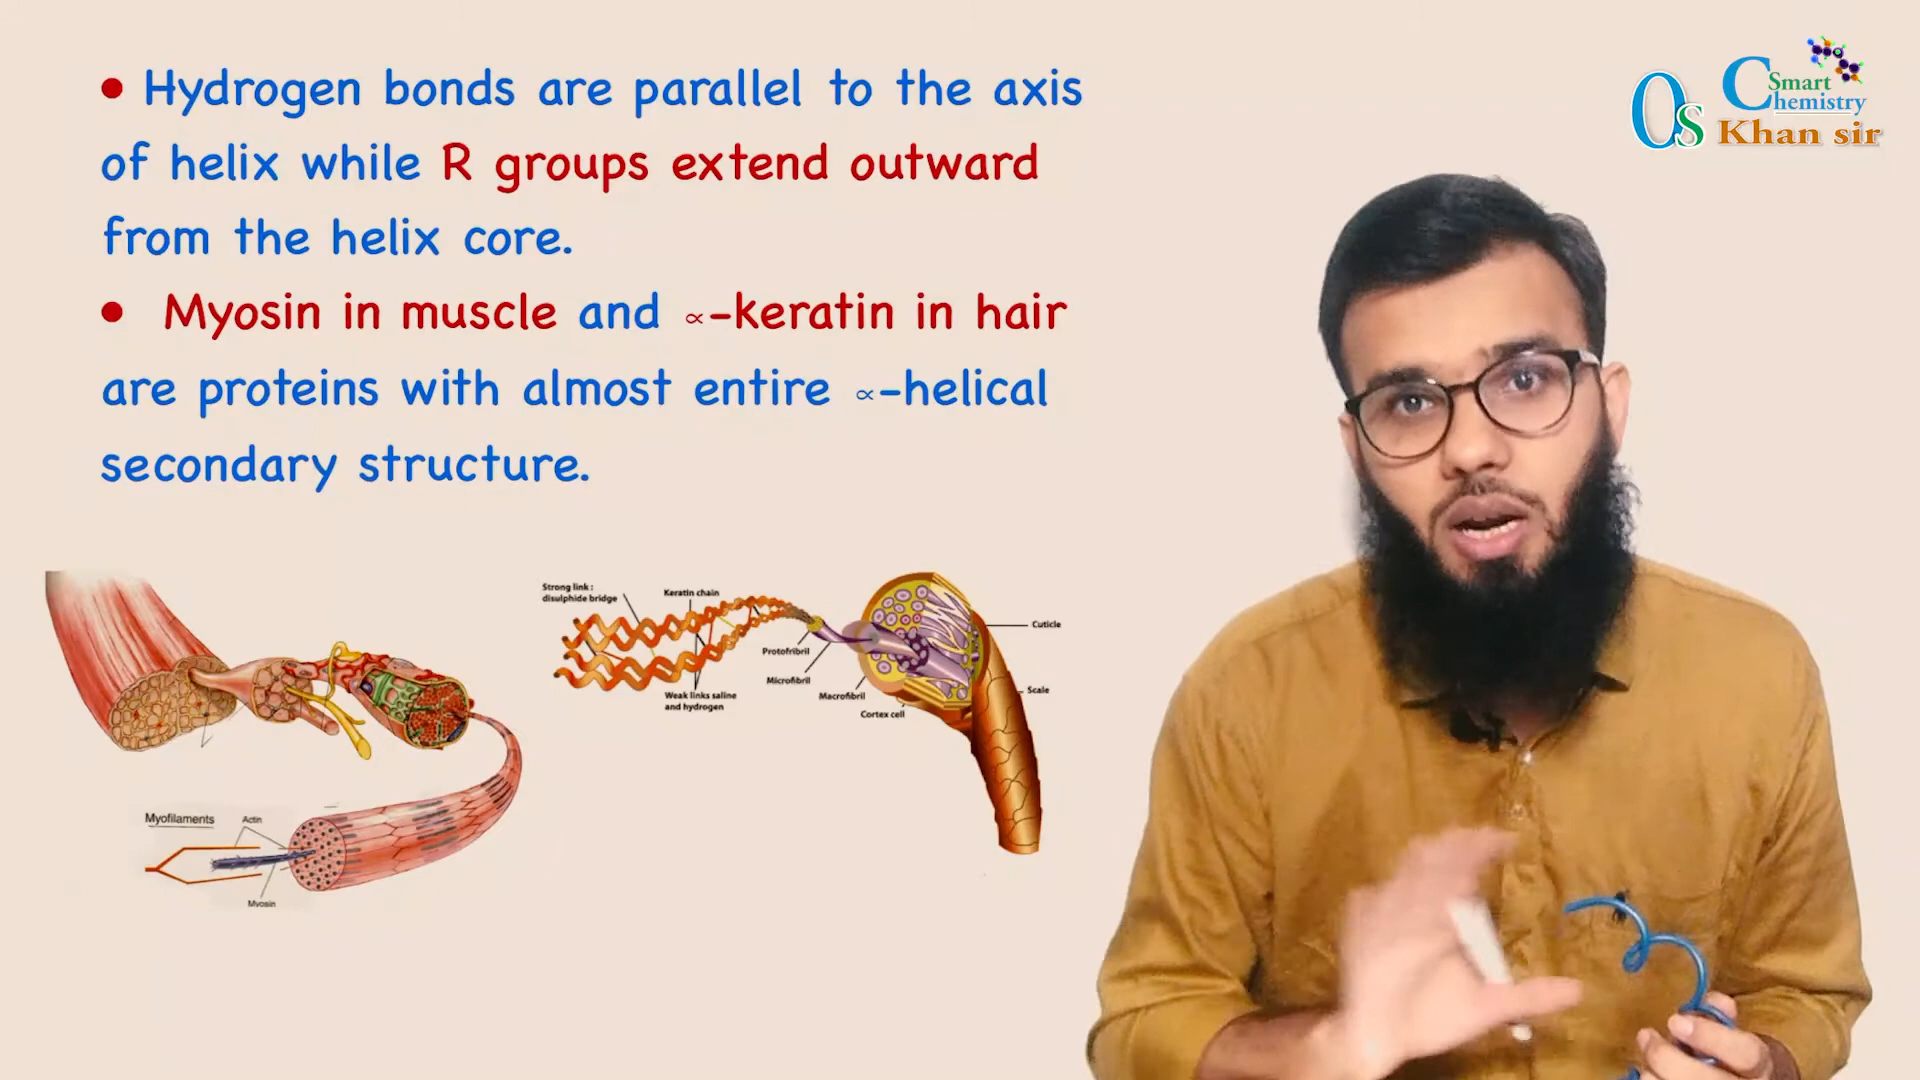 • Hydrogen bonds are parallel to the axis
of helix while R groups extend outward
from the helix core.
• Myosin in muscle and ∝-keratin in hair
are proteins with almost entire ∝-helical
secondary structure.
Os Smart Chemistry
Khan sir
Strong link :
disulphide bridge
Keratin chain
Cuticle
Protofribril
Microfibril
Scale
Macrofibril
Weak links saline
and hydrogen
Cortex cell
Myofilaments
Actin
Myosin